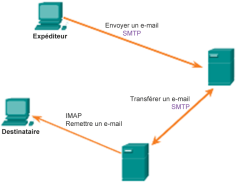 Envoyer un e-mail
SMTP
Expéditeur
Transférer un e-mail
SMTP
IMAP
Remettre un e-mail
Destinataire